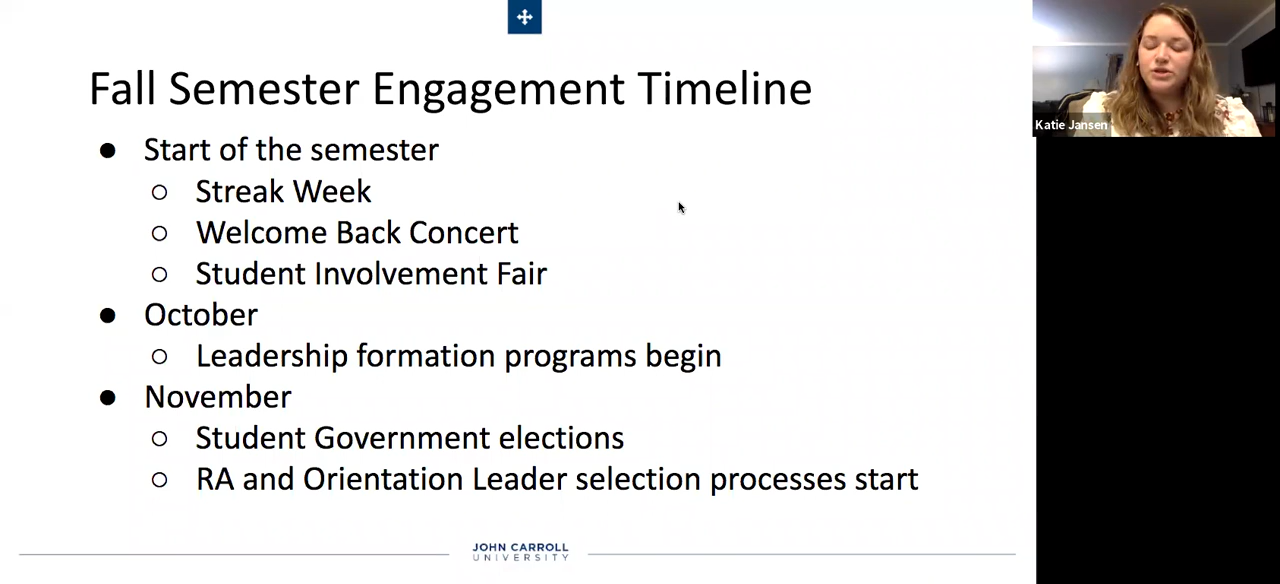 Fall Semester Engagement Timeline
● Start of the semester
○ Streak Week
○ Welcome Back Concert
○ Student Involvement Fair
● October
○ Leadership formation programs begin
● November
○ Student Government elections
○ RA and Orientation Leader selection processes start
JOHN CARROLL
UNIVERSITY
Katie Jansen